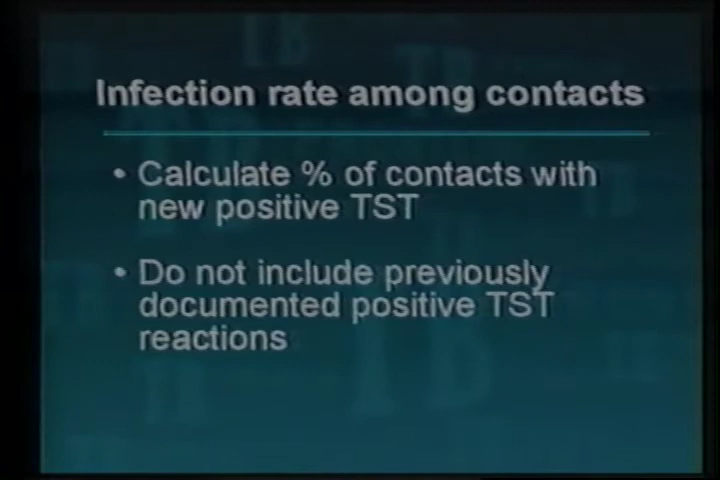 Infection rate among contacts
• Calculate % of contacts with
new positive TST
• Do not include previously
documented positive TST
reactions